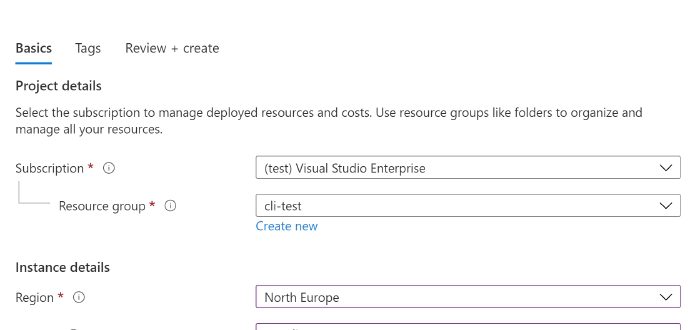 Basics Tags Review + create
Project details
Select the subscription to manage deployed resources and costs. Use resource groups like folders to organize and
manage all your resources.
Subscription * (test) Visual Studio Enterprise
Resource group * cli-test
Create new
Instance details
Region * North Europe